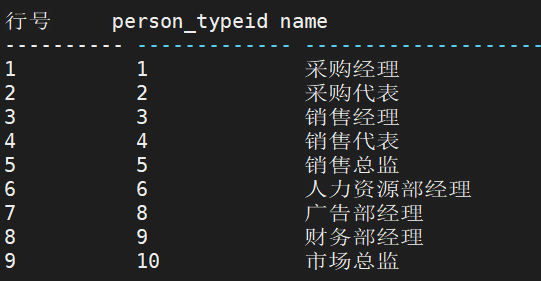 行号 person_typeid name
---------- ------------- --------------------
1 1 采购经理
2 2 采购代表
3 3 销售经理
4 4 销售代表
5 5 销售总监
6 6 人力资源部经理
7 8 广告部经理
8 9 财务部经理
9 10 市场总监